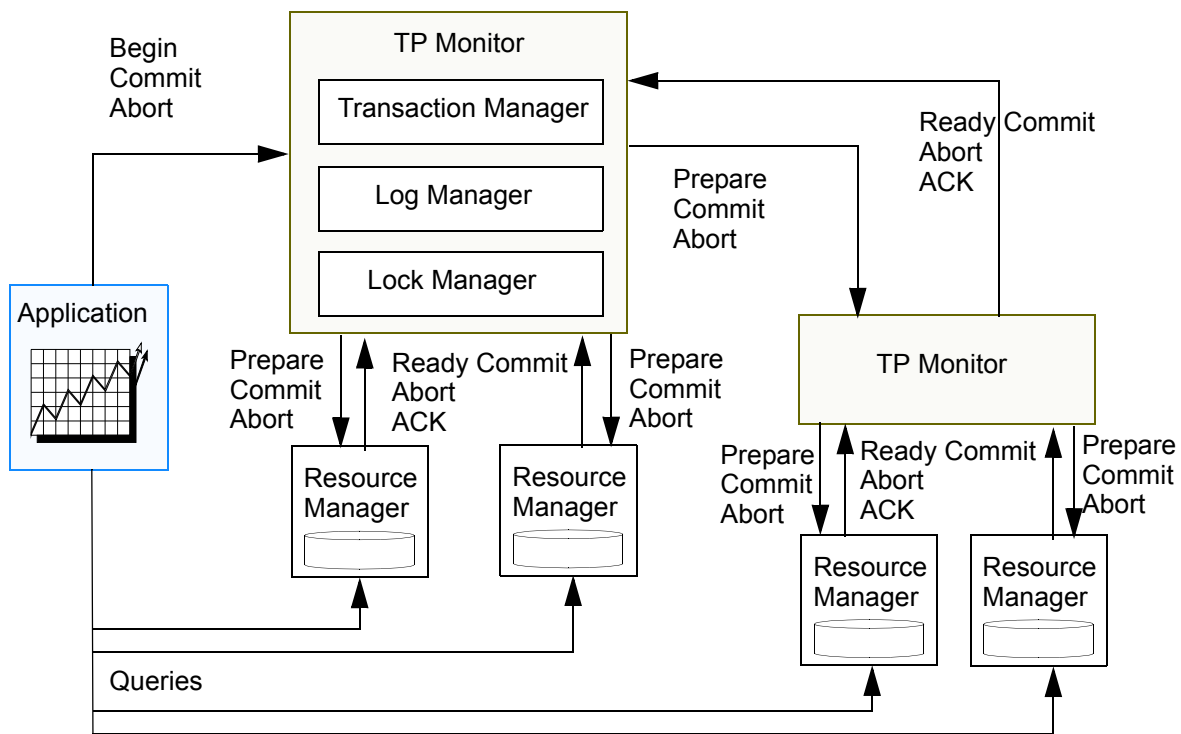 TP Monitor
Transaction Manager
Log Manager
Lock Manager
Begin
Commit
Abort
Application
Prepare
Commit
Abort
Ready Commit
Abort
ACK
Prepare
Commit
Abort
Resource
Manager
Resource
Manager
Prepare
Commit
Abort
Ready Commit
Abort
ACK
TP Monitor
Prepare
Commit
Abort
Ready Commit
Abort
ACK
Prepare
Commit
Abort
Resource
Manager
Resource
Manager
Queries